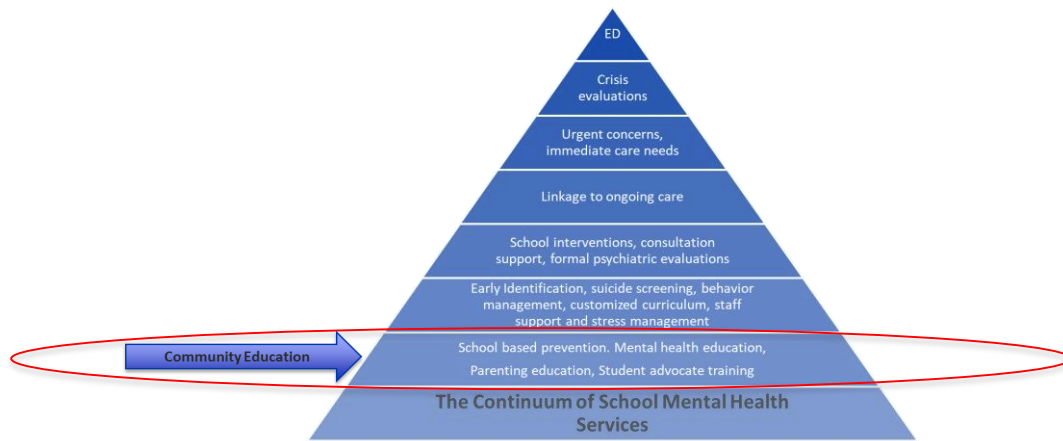 ED
Crisis
evaluations
Urgent concerns,
immediate care needs
Linkage to ongoing care
School interventions, consultation
support, formal psychiatric evaluations
Early Identification, suicide screening, behavior
management, customized curriculum, staff
support and stress management
Community Education
School based prevention. Mental health education,
Parenting education, Student advocate training
The Continuum of School Mental Health
Services